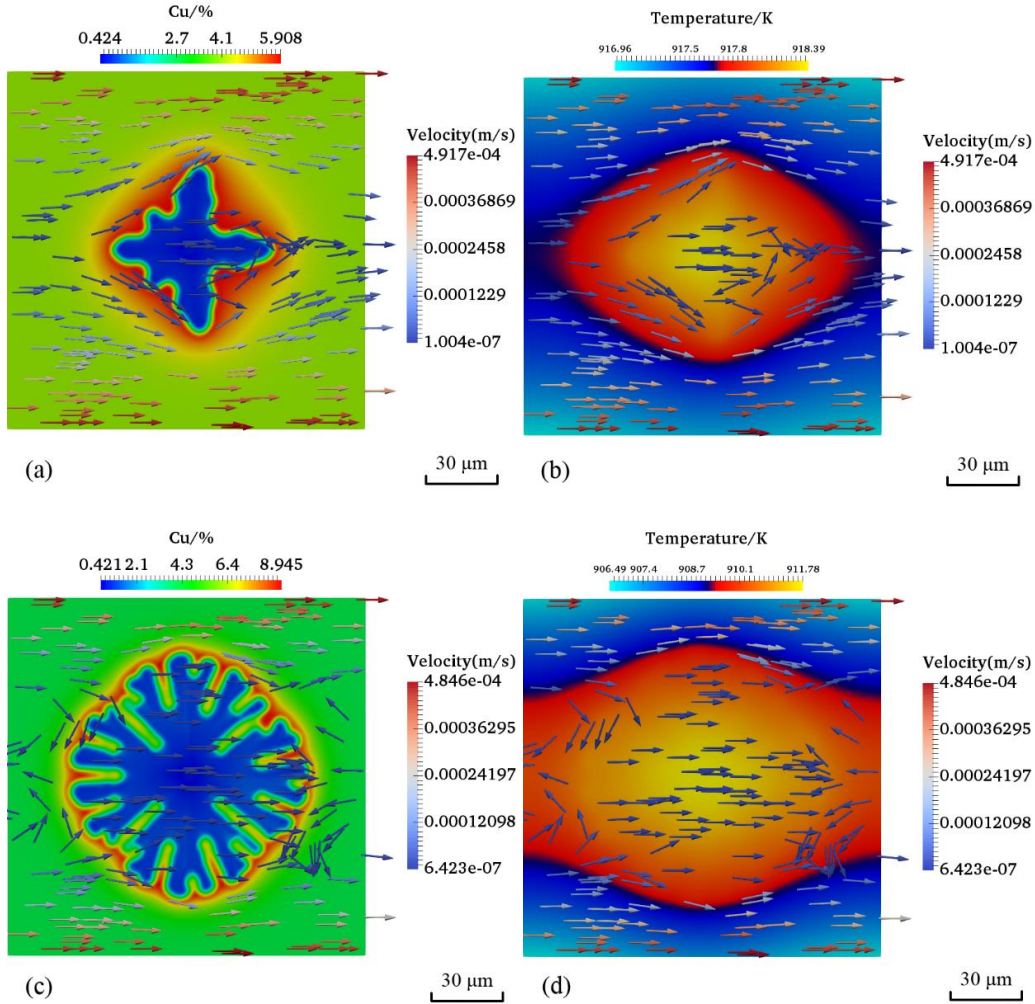 Cu/%
0.424 2.7 4.1 5.908
Velocity(m/s)
4.917e-04
0.00036869
0.0002458
0.0001229
1.004e-07
(a)
30 μm
Temperature/K
916.96 917.5 917.8 918.39
Velocity(m/s)
4.917e-04
0.00036869
0.0002458
0.0001229
1.004e-07
(b)
30 μm
Cu/%
0.421 2.1 4.3 6.4 8.945
Velocity(m/s)
4.846e-04
0.00036295
0.00024197
0.00012098
6.423e-07
(c)
30 μm
Temperature/K
906.49 907.4 908.7 910.1 911.78
Velocity(m/s)
4.846e-04
0.00036295
0.00024197
0.00012098
6.423e-07
(d)
30 μm